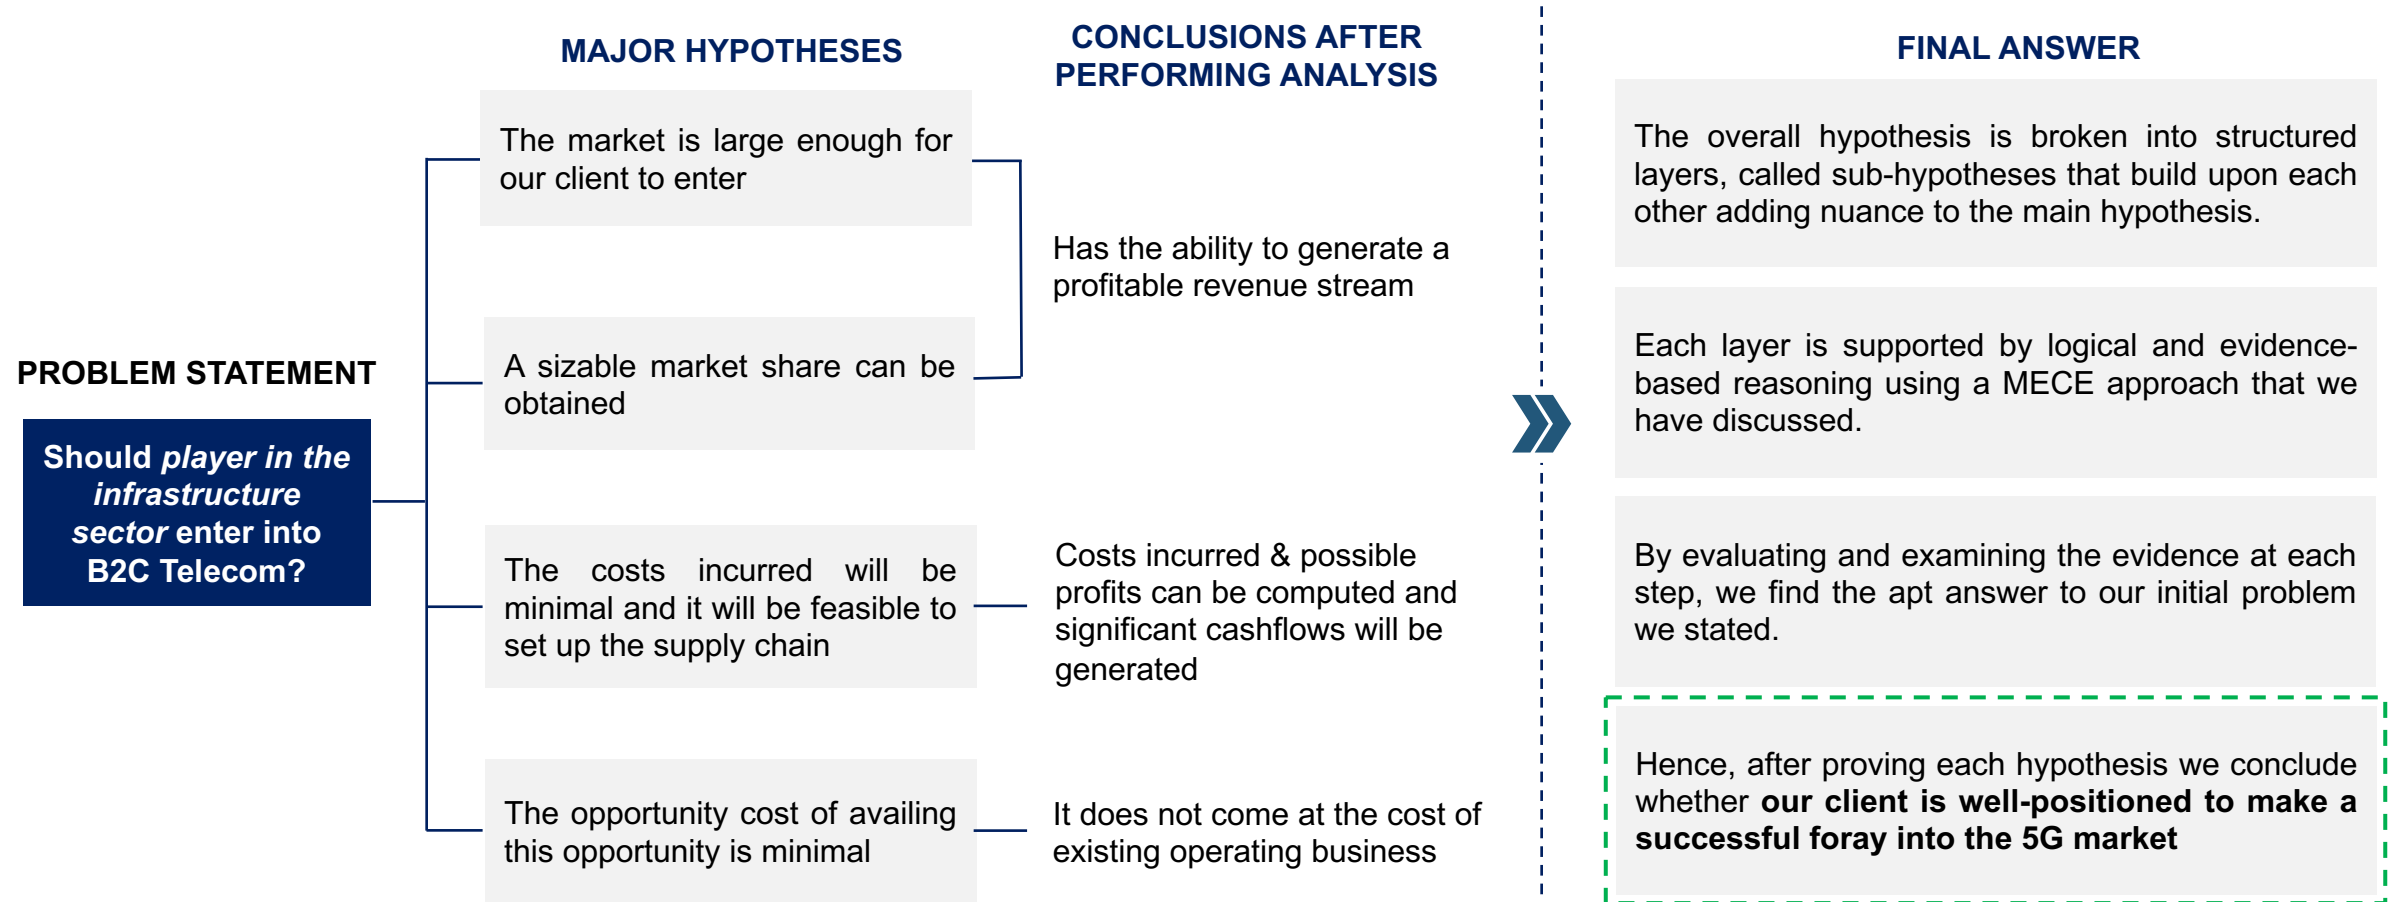 PROBLEM STATEMENT
Should player in the
infrastructure
sector enter into
B2C Telecom?
MAJOR HYPOTHESES
The market is large enough for
our client to enter
A sizable market share can be
obtained
The costs incurred will be
minimal and it will be feasible to
set up the supply chain
The opportunity cost of availing
this opportunity is minimal
CONCLUSIONS AFTER
PERFORMING ANALYSIS
Has the ability to generate a
profitable revenue stream
Costs incurred & possible
profits can be computed and
significant cashflows will be
generated
It does not come at the cost of
existing operating business
FINAL ANSWER
The overall hypothesis is broken into structured
layers, called sub-hypotheses that build upon each
other adding nuance to the main hypothesis.
Each layer is supported by logical and evidence-
based reasoning using a MECE approach that we
have discussed.
By evaluating and examining the evidence at each
step, we find the apt answer to our initial problem
we stated.
Hence, after proving each hypothesis we conclude
whether our client is well-positioned to make a
successful foray into the 5G market